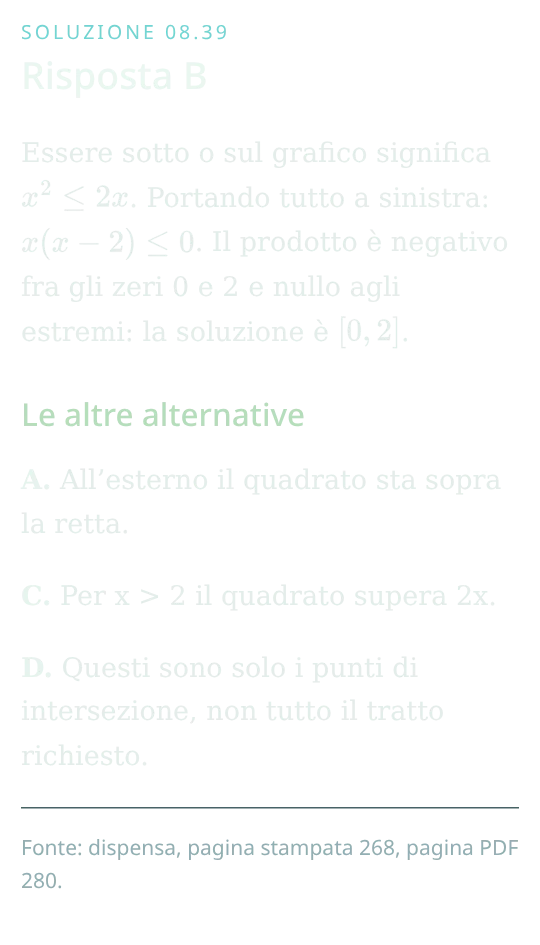 SOLUZIONE 08.39
Risposta B
Essere sotto o sul grafico significa
x² ≤ 2x. Portando tutto a sinistra:
x(x − 2) ≤ 0. Il prodotto è negativo
fra gli zeri 0 e 2 e nullo agli
estremi: la soluzione è [0, 2].
Le altre alternative
A. All’esterno il quadrato sta sopra
la retta.
C. Per x > 2 il quadrato supera 2x.
D. Questi sono solo i punti di
intersezione, non tutto il tratto
richiesto.
Fonte: dispensa, pagina stampata 268, pagina PDF
280.